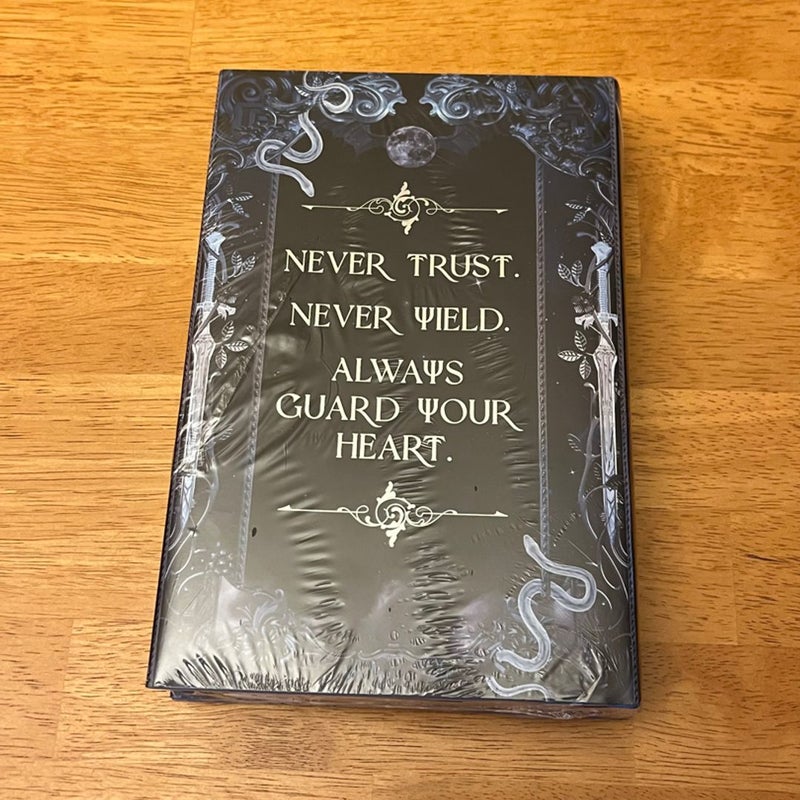 NEVER TRUST.
NEVER YIELD.
ALWAYS
GUARD YOUR
HEART.